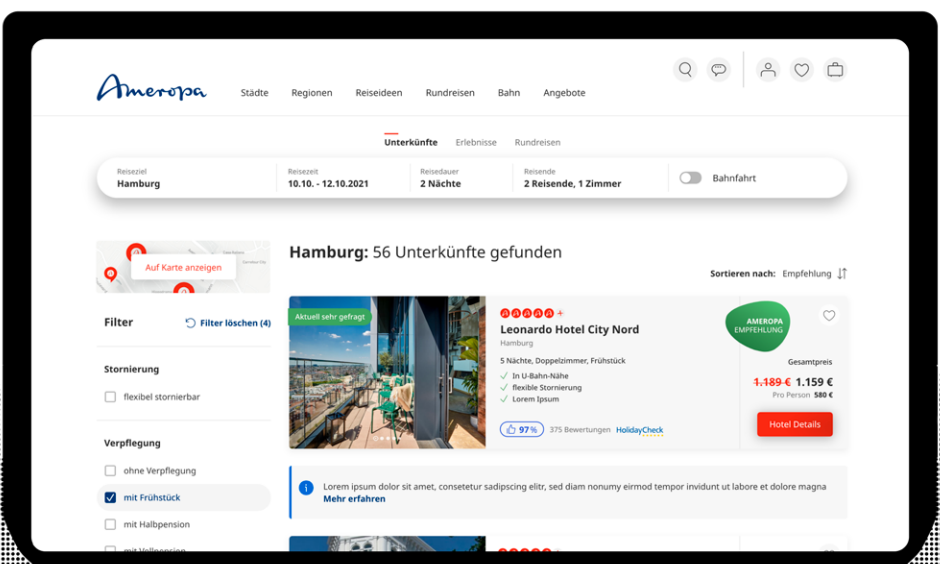 Ameropa
Städte Regionen Reiseideen Rundreisen Bahn Angebote
Unterkünfte Erlebnisse Rundreisen
Reiseziel Reisezeit Reisedauer Reisende
Hamburg 10.10. - 12.10.2021 2 Nächte 2 Reisende, 1 Zimmer Bahnfahrt
Auf Karte anzeigen
Hamburg: 56 Unterkünfte gefunden
Sortieren nach: Empfehlung
Filter Filter löschen (4)
Stornierung
flexibel stornierbar
Verpflegung
ohne Verpflegung
mit Frühstück
mit Halbpension
mit Vollpension
Aktuell sehr gefragt
Leonardo Hotel City Nord
Hamburg
5 Nächte, Doppelzimmer, Frühstück
In U-Bahn-Nähe
flexible Stornierung
Lorem Ipsum
97% 375 Bewertungen HolidayCheck
AMEROPA
EMPFEHLUNG
Gesamtpreis
1.189 € 1.159 €
Pro Person 580 €
Hotel Details
Lorem ipsum dolor sit amet, consetetur sadipscing elitr, sed diam nonumy eirmod tempor invidunt ut labore et dolore magna
Mehr erfahren